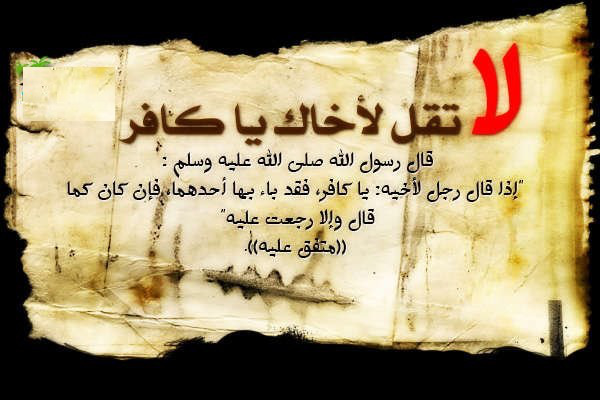 لا تقل لأخاك يا كافر
قال رسول الله صلى الله عليه وسلم :
"إذا قال رجل لأخيه: يا كافر، فقد باء بها أحدهما، فإن كان كما
قال وإلا رجعت عليه"
((متفق عليه)).